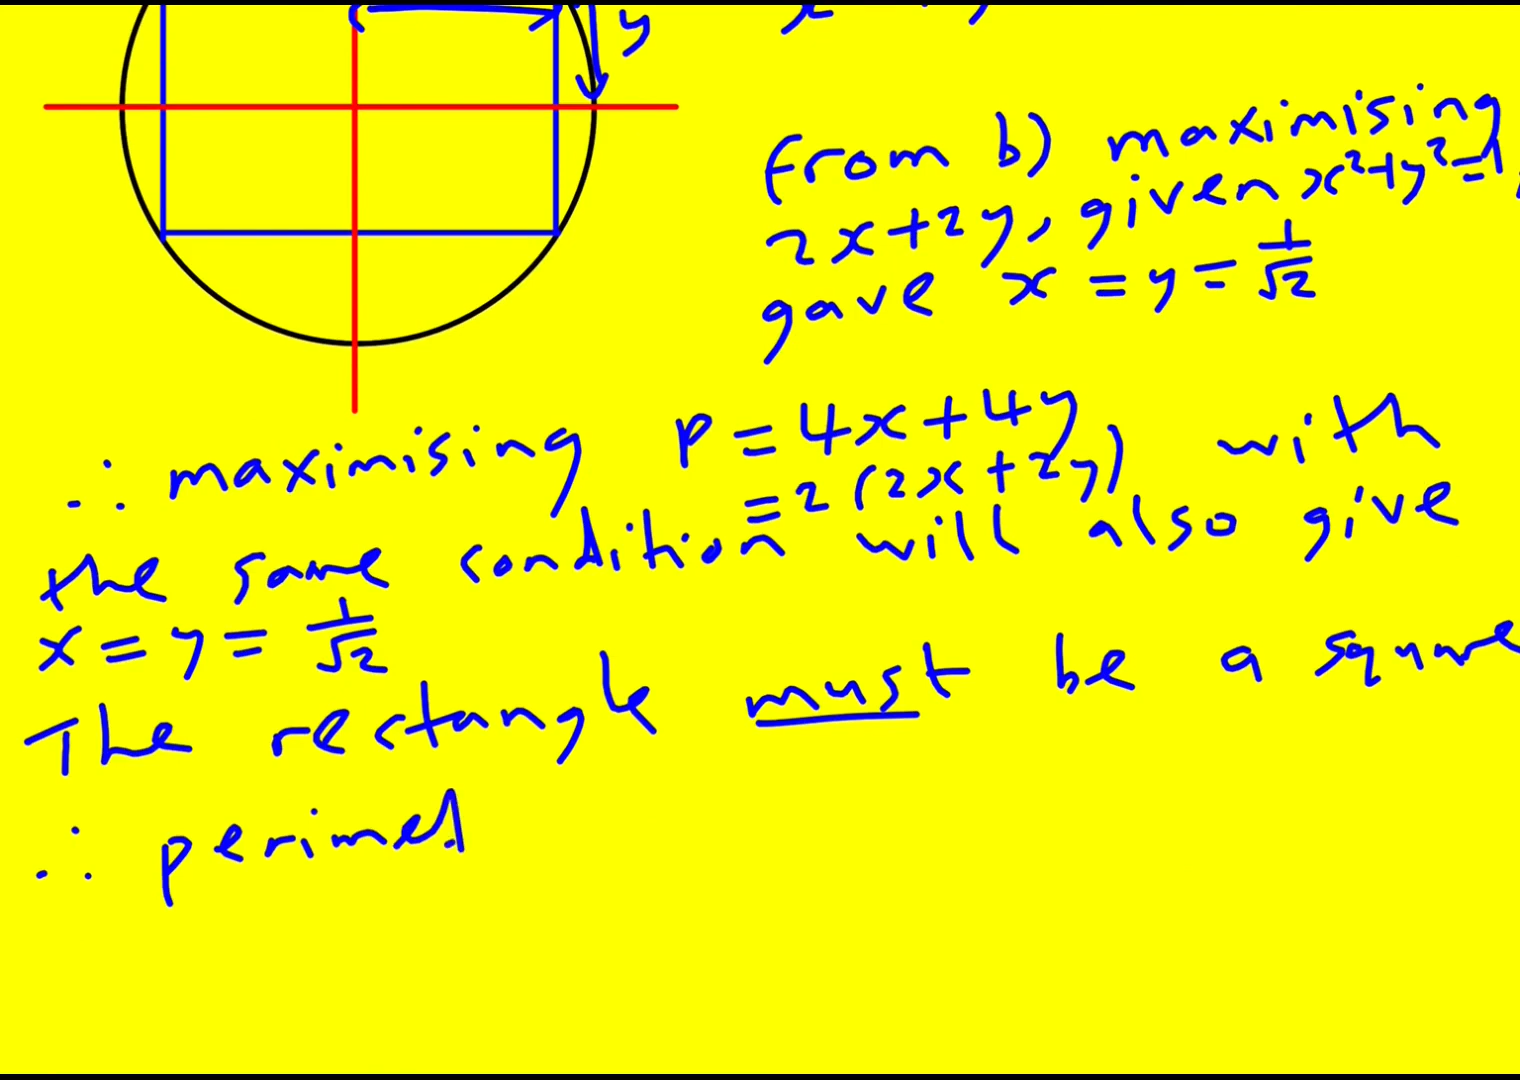 y
from b) maximising
2x+2y, given x²+y²=1,
gave x = y = 1/√2
∴ maximising P = 4x+4y
= 2(2x+2y) with
the same condition will also give
x = y = 1/√2
The rectangle must be a square
∴ perimet